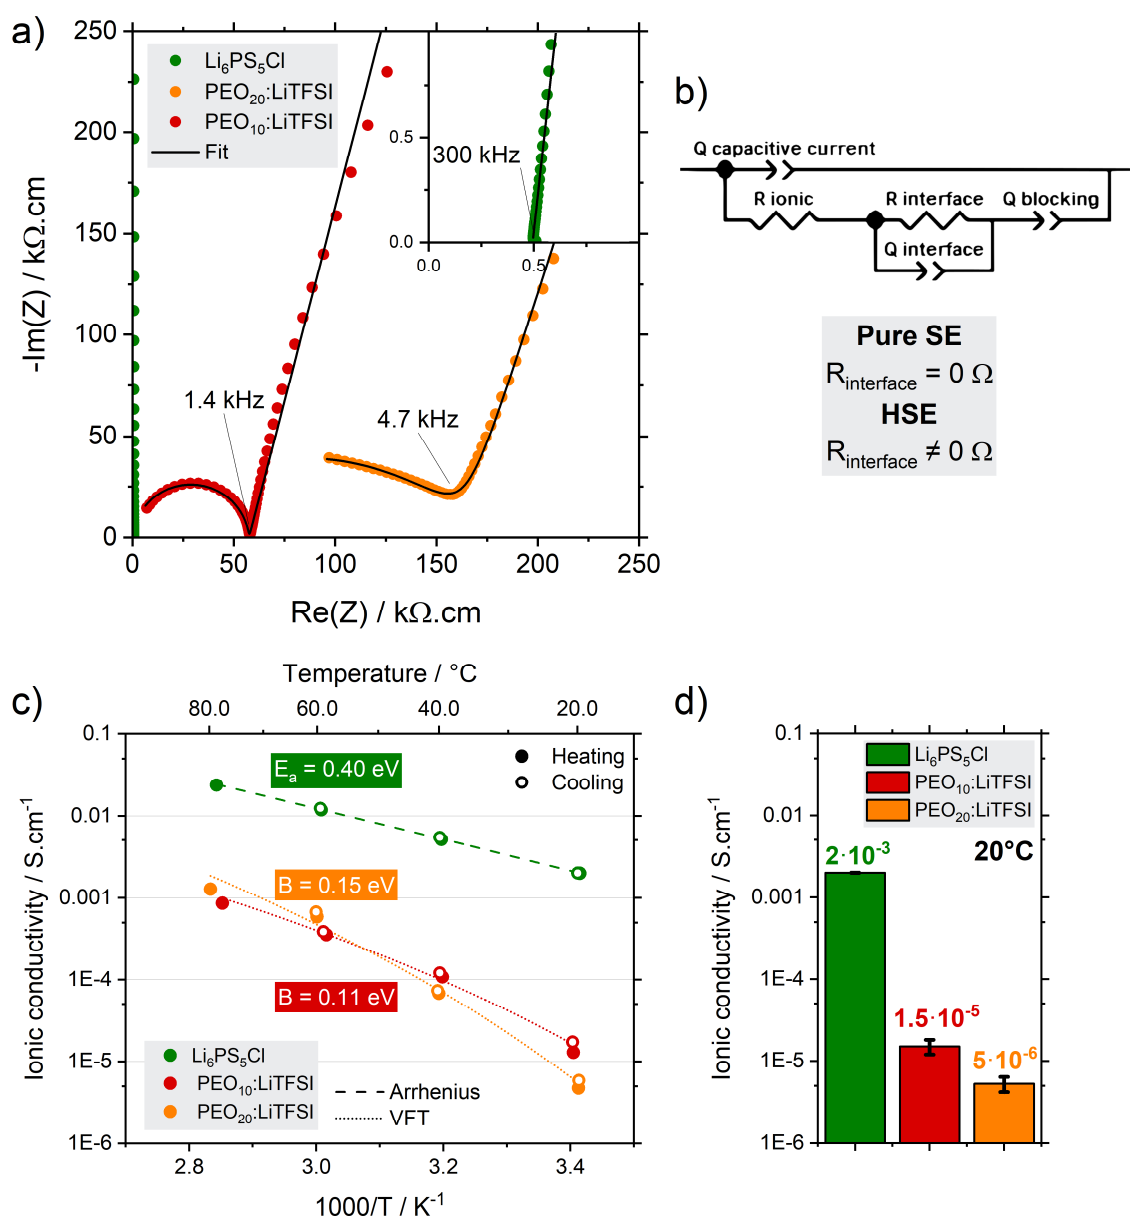 a)
250
200
150
100
50
0
-Im(Z) / kΩ.cm
Li₆PS₅Cl
PEO₂₀:LiTFSI
PEO₁₀:LiTFSI
Fit
1.4 kHz
4.7 kHz
300 kHz
0.5
0.0
0.0
0.5
0
50
100
150
200
250
Re(Z) / kΩ.cm
b)
Q capacitive current
R ionic
R interface
Q blocking
Q interface
Pure SE
R_interface = 0 Ω
HSE
R_interface ≠ 0 Ω
c)
Temperature / °C
80.0
60.0
40.0
20.0
0.1
0.01
0.001
1E-4
1E-5
1E-6
Ionic conductivity / S.cm⁻¹
Eₐ = 0.40 eV
Heating
Cooling
B = 0.15 eV
B = 0.11 eV
Li₆PS₅Cl
PEO₁₀:LiTFSI
PEO₂₀:LiTFSI
Arrhenius
VFT
2.8
3.0
3.2
3.4
1000/T / K⁻¹
d)
0.1
0.01
0.001
1E-4
1E-5
1E-6
Ionic conductivity / S.cm⁻¹
Li₆PS₅Cl
PEO₁₀:LiTFSI
PEO₂₀:LiTFSI
20°C
2·10⁻³
1.5·10⁻⁵
5·10⁻⁶